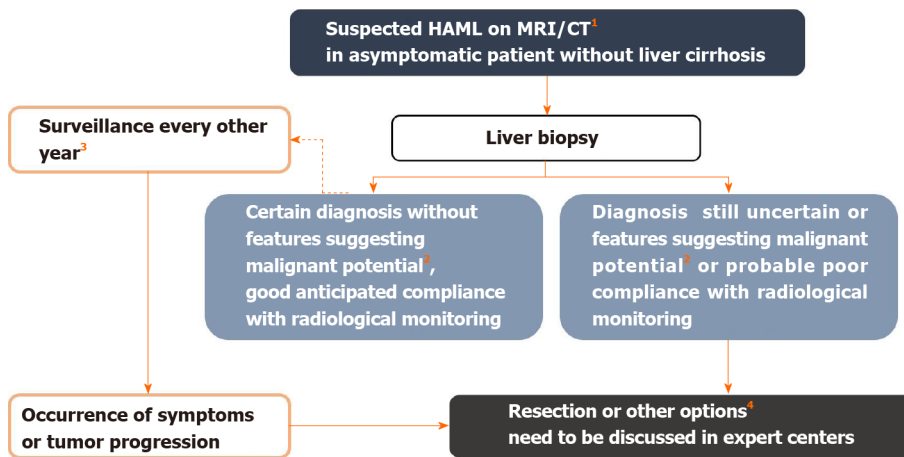 Suspected HAML on MRI/CT¹
in asymptomatic patient without liver cirrhosis
Surveillance every other
year³
Liver biopsy
Certain diagnosis without
features suggesting
malignant potential²,
good anticipated compliance
with radiological monitoring
Diagnosis still uncertain or
features suggesting malignant
potential² or probable poor
compliance with radiological
monitoring
Occurrence of symptoms
or tumor progression
Resection or other options⁴
need to be discussed in expert centers